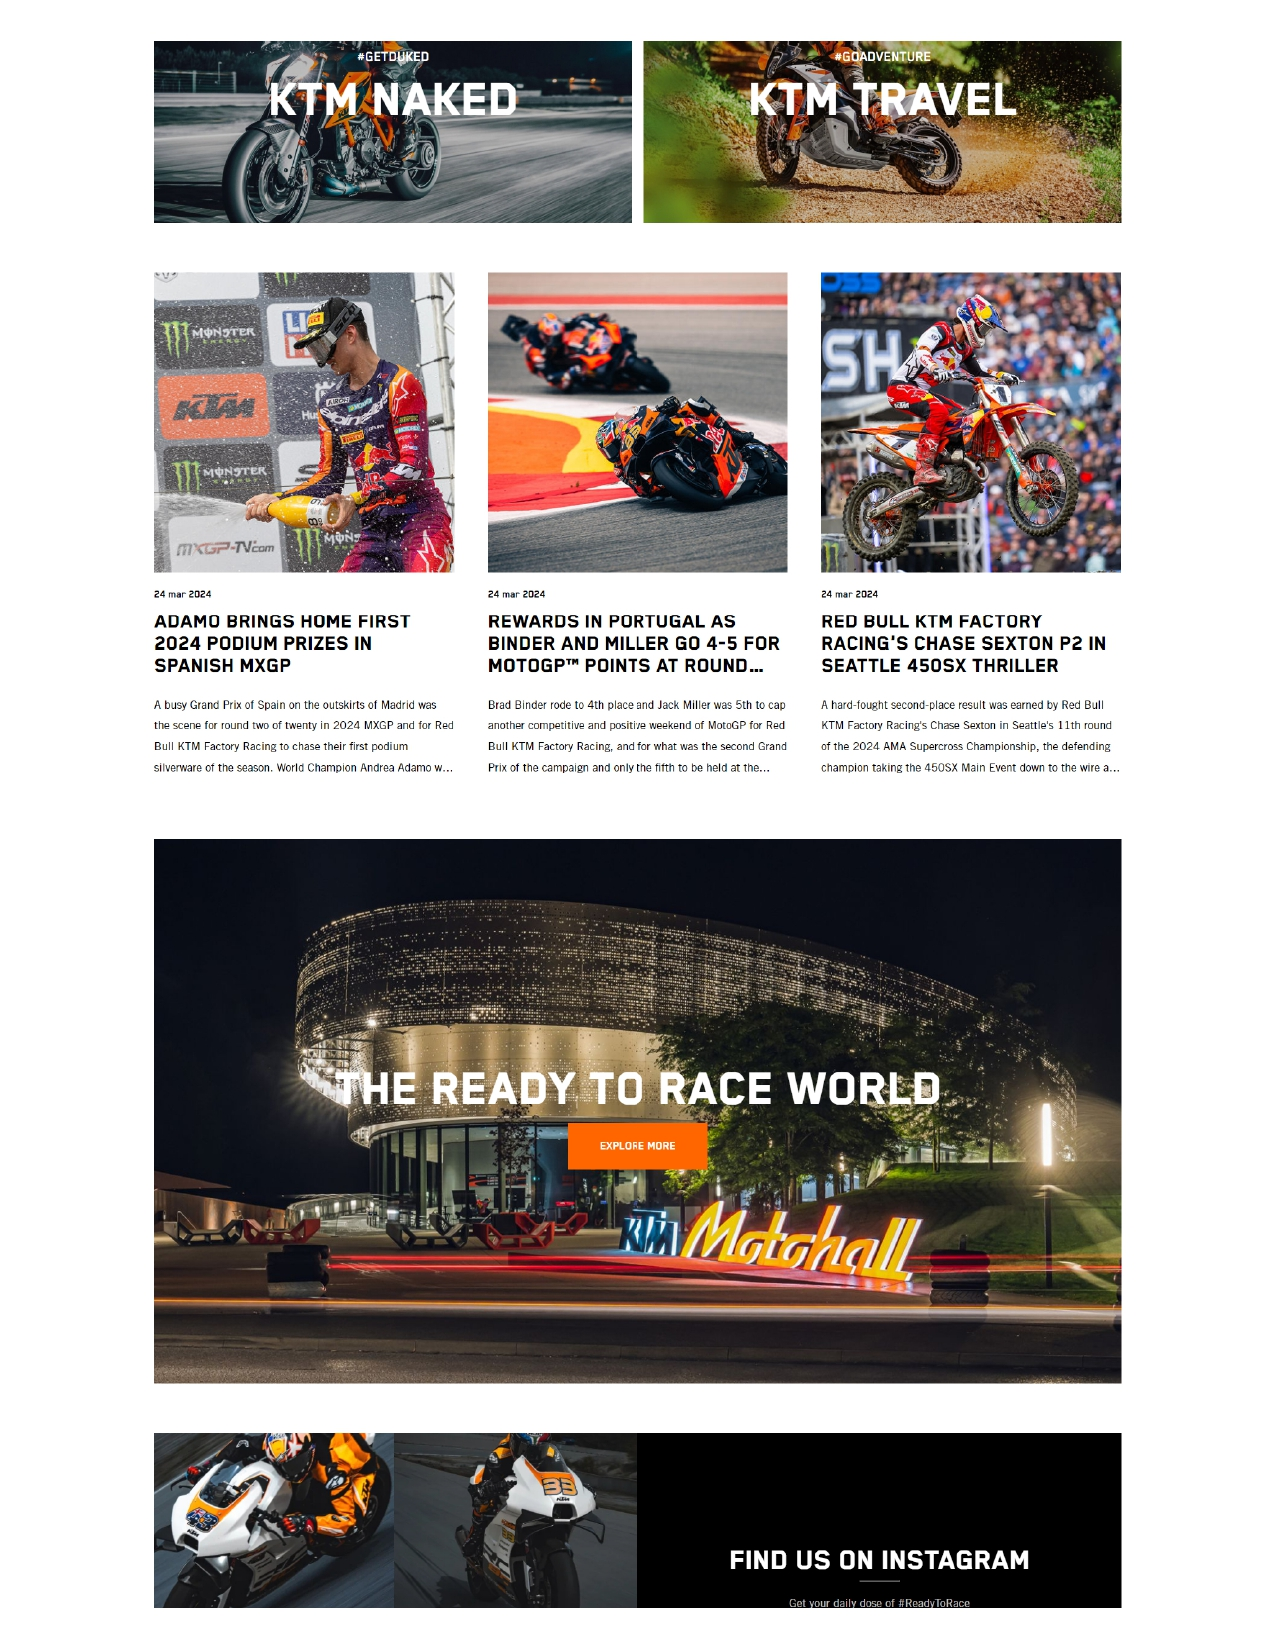 #GETDUKED
KTM NAKED
#GOADVENTURE
KTM TRAVEL
MONSTER
ENERGY
KTM
MONSTER
MXGP-TV.com
MONSTER
SH
24 mar 2024
ADAMO BRINGS HOME FIRST
2024 PODIUM PRIZES IN
SPANISH MXGP
A busy Grand Prix of Spain on the outskirts of Madrid was
the scene for round two of twenty in 2024 MXGP and for Red
Bull KTM Factory Racing to chase their first podium
silverware of the season. World Champion Andrea Adamo w...
24 mar 2024
REWARDS IN PORTUGAL AS
BINDER AND MILLER GO 4-5 FOR
MOTOGP™ POINTS AT ROUND...
Brad Binder rode to 4th place and Jack Miller was 5th to cap
another competitive and positive weekend of MotoGP for Red
Bull KTM Factory Racing, and for what was the second Grand
Prix of the campaign and only the fifth to be held at the...
24 mar 2024
RED BULL KTM FACTORY
RACING'S CHASE SEXTON P2 IN
SEATTLE 450SX THRILLER
A hard-fought second-place result was earned by Red Bull
KTM Factory Racing's Chase Sexton in Seattle's 11th round
of the 2024 AMA Supercross Championship, the defending
champion taking the 450SX Main Event down to the wire a...
THE READY TO RACE WORLD
EXPLORE MORE
KTM Motohall
33
FIND US ON INSTAGRAM
Get your daily dose of #ReadyToRace